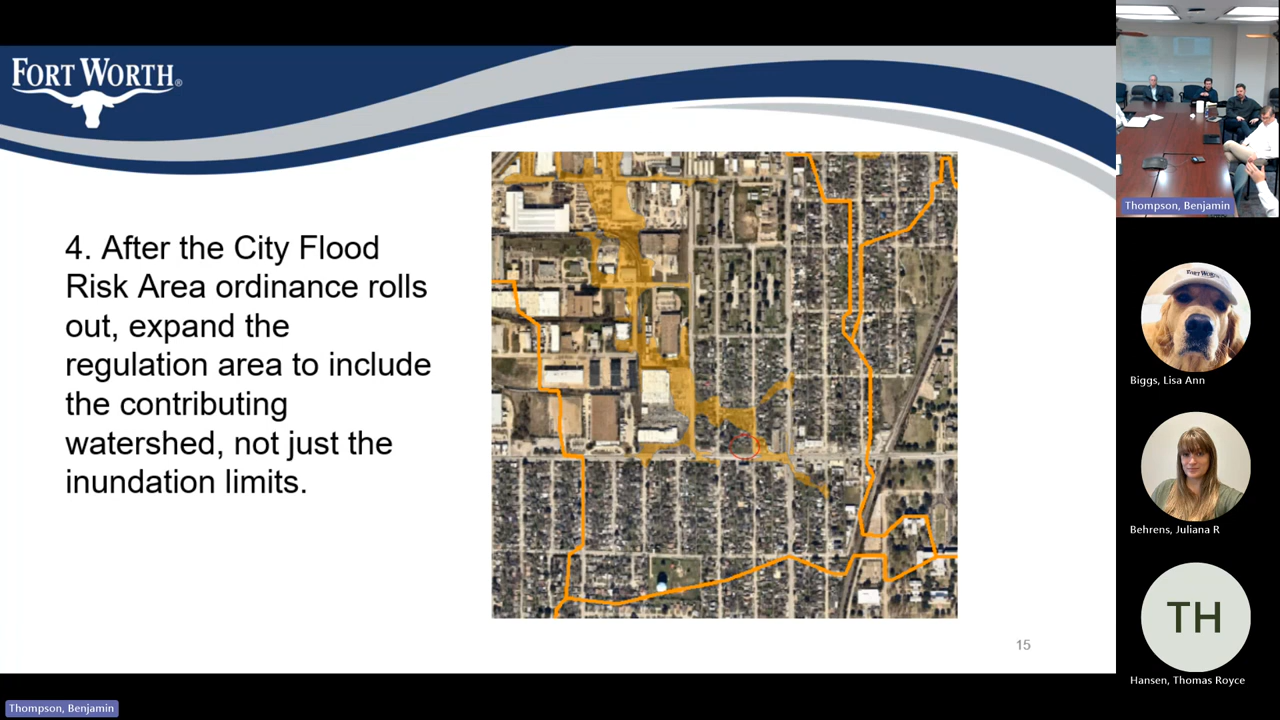 FORT WORTH®
4. After the City Flood
Risk Area ordinance rolls
out, expand the
regulation area to include
the contributing
watershed, not just the
inundation limits.
15
Thompson, Benjamin
Thompson, Benjamin
FORT WORTH
Biggs, Lisa Ann
Behrens, Juliana R
TH
Hansen, Thomas Royce